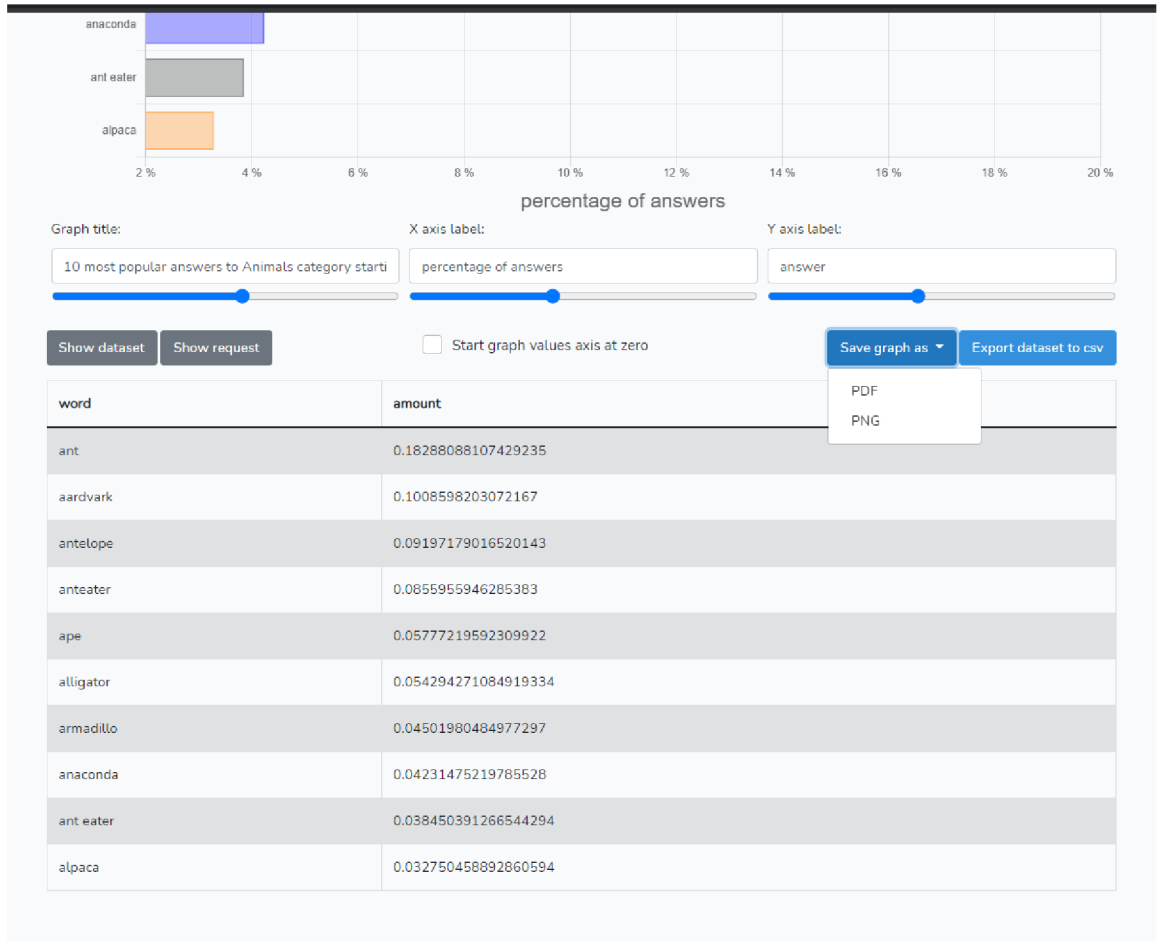 anaconda
ant eater
alpaca
2 % 4 % 6 % 8 % 10 % 12 % 14 % 16 % 18 % 20 %
percentage of answers
Graph title: X axis label: Y axis label:
10 most popular answers to Animals category starti percentage of answers answer
Show dataset Show request Start graph values axis at zero Save graph as Export dataset to csv
PDF
PNG
word amount
ant 0.18288088107429235
aardvark 0.1008598203072167
antelope 0.09197179016520143
anteater 0.0855955946285383
ape 0.05777219592309922
alligator 0.054294271084919334
armadillo 0.04501980484977297
anaconda 0.04231475219785528
ant eater 0.038450391266544294
alpaca 0.032750458892860594